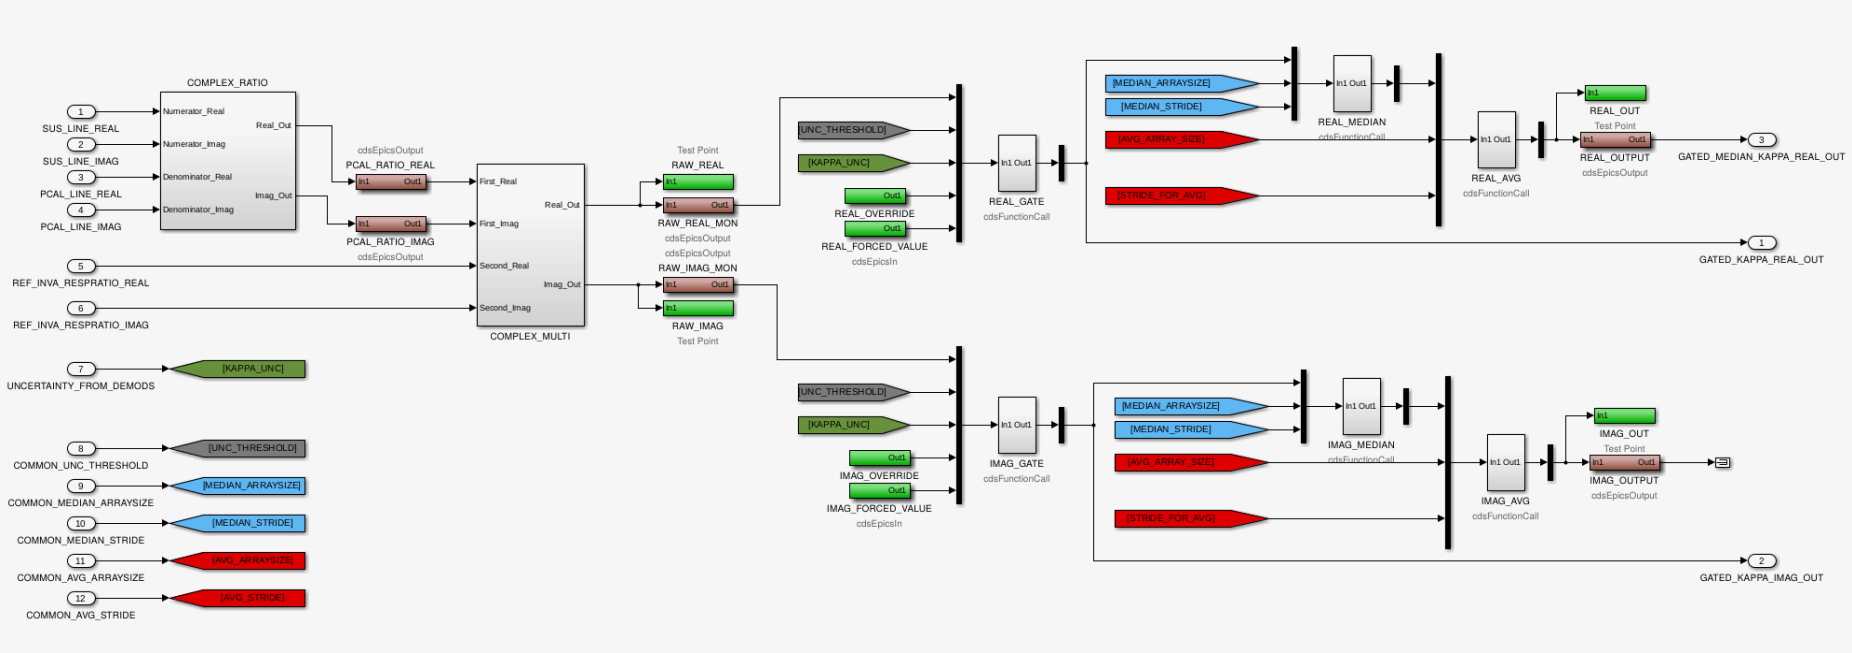 COMPLEX_RATIO
1
SUS_LINE_REAL
2
SUS_LINE_IMAG
3
PCAL_LINE_REAL
4
PCAL_LINE_IMAG
Numerator_Real
Numerator_Imag
Denominator_Real
Denominator_Imag
Real_Out
Imag_Out
cdsEpicsOutput
PCAL_RATIO_REAL
In1 Out1
In1 Out1
PCAL_RATIO_IMAG
cdsEpicsOutput
5
REF_INVA_RESPRATIO_REAL
6
REF_INVA_RESPRATIO_IMAG
First_Real
First_Imag
Second_Real
Second_Imag
Real_Out
Imag_Out
COMPLEX_MULTI
Test Point
RAW_REAL
In1
In1 Out1
RAW_REAL_MON
cdsEpicsOutput
cdsEpicsOutput
RAW_IMAG_MON
In1 Out1
In1
RAW_IMAG
Test Point
[UNC_THRESHOLD]
[KAPPA_UNC]
Out1
REAL_OVERRIDE
Out1
REAL_FORCED_VALUE
cdsEpicsIn
In1 Out1
REAL_GATE
cdsFunctionCall
[MEDIAN_ARRAYSIZE]
[MEDIAN_STRIDE]
[AVG_ARRAY_SIZE]
[STRIDE_FOR_AVG]
In1 Out1
REAL_MEDIAN
cdsFunctionCall
In1 Out1
REAL_AVG
cdsFunctionCall
In1
REAL_OUT
Test Point
In1 Out1
REAL_OUTPUT
cdsEpicsOutput
3
GATED_MEDIAN_KAPPA_REAL_OUT
1
GATED_KAPPA_REAL_OUT
7
UNCERTAINTY_FROM_DEMODS
[KAPPA_UNC]
8
COMMON_UNC_THRESHOLD
[UNC_THRESHOLD]
9
COMMON_MEDIAN_ARRAYSIZE
[MEDIAN_ARRAYSIZE]
10
COMMON_MEDIAN_STRIDE
[MEDIAN_STRIDE]
11
COMMON_AVG_ARRAYSIZE
[AVG_ARRAYSIZE]
12
COMMON_AVG_STRIDE
[AVG_STRIDE]
[UNC_THRESHOLD]
[KAPPA_UNC]
Out1
IMAG_OVERRIDE
Out1
IMAG_FORCED_VALUE
cdsEpicsIn
In1 Out1
IMAG_GATE
cdsFunctionCall
[MEDIAN_ARRAYSIZE]
[MEDIAN_STRIDE]
[AVG_ARRAY_SIZE]
[STRIDE_FOR_AVG]
In1 Out1
IMAG_MEDIAN
cdsFunctionCall
In1 Out1
IMAG_AVG
cdsFunctionCall
In1
IMAG_OUT
Test Point
In1 Out1
IMAG_OUTPUT
cdsEpicsOutput
2
GATED_KAPPA_IMAG_OUT